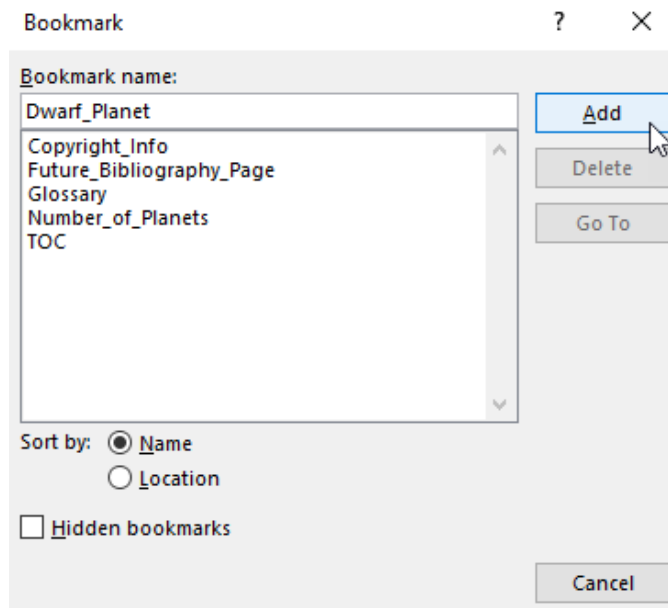 Bookmark
?
Bookmark name:
Dwarf_Planet
Add
Copyright_Info
Future_Bibliography_Page
Glossary
Number_of_Planets
TOC
Delete
Go To
Sort by:
Name
Location
Hidden bookmarks
Cancel